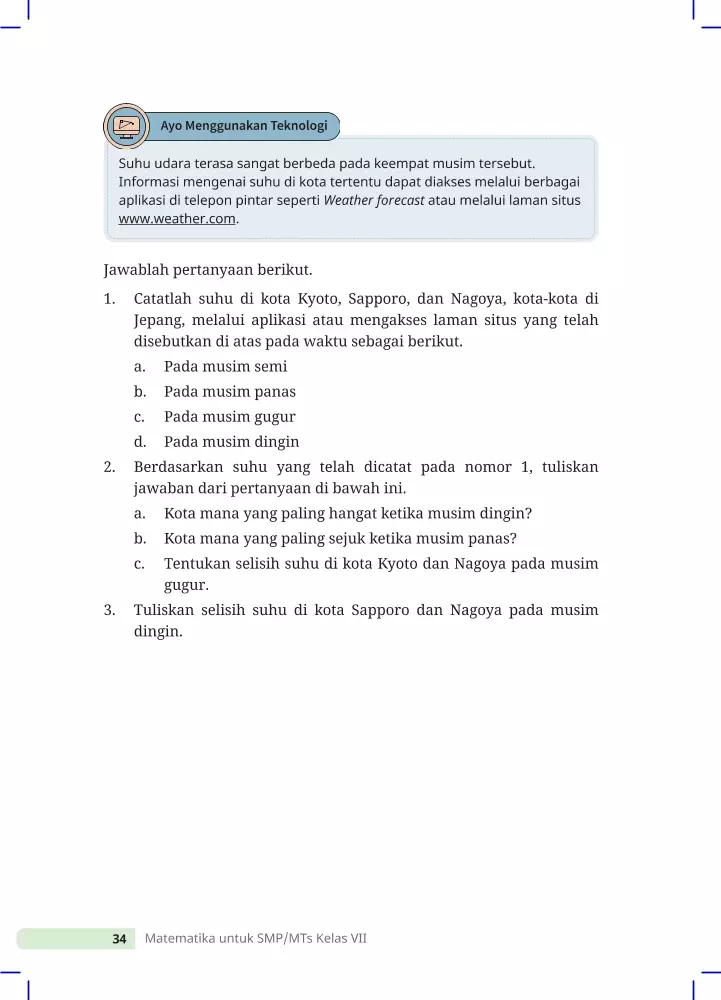 Ayo Menggunakan Teknologi
Suhu udara terasa sangat berbeda pada keempat musim tersebut.
Informasi mengenai suhu di kota tertentu dapat diakses melalui berbagai
aplikasi di telepon pintar seperti Weather forecast atau melalui laman situs
www.weather.com.
Jawablah pertanyaan berikut.
1. Catatlah suhu di kota Kyoto, Sapporo, dan Nagoya, kota-kota di
Jepang, melalui aplikasi atau mengakses laman situs yang telah
disebutkan di atas pada waktu sebagai berikut.
a. Pada musim semi
b. Pada musim panas
c. Pada musim gugur
d. Pada musim dingin
2. Berdasarkan suhu yang telah dicatat pada nomor 1, tuliskan
jawaban dari pertanyaan di bawah ini.
a. Kota mana yang paling hangat ketika musim dingin?
b. Kota mana yang paling sejuk ketika musim panas?
c. Tentukan selisih suhu di kota Kyoto dan Nagoya pada musim
gugur.
3. Tuliskan selisih suhu di kota Sapporo dan Nagoya pada musim
dingin.
34 Matematika untuk SMP/MTs Kelas VII